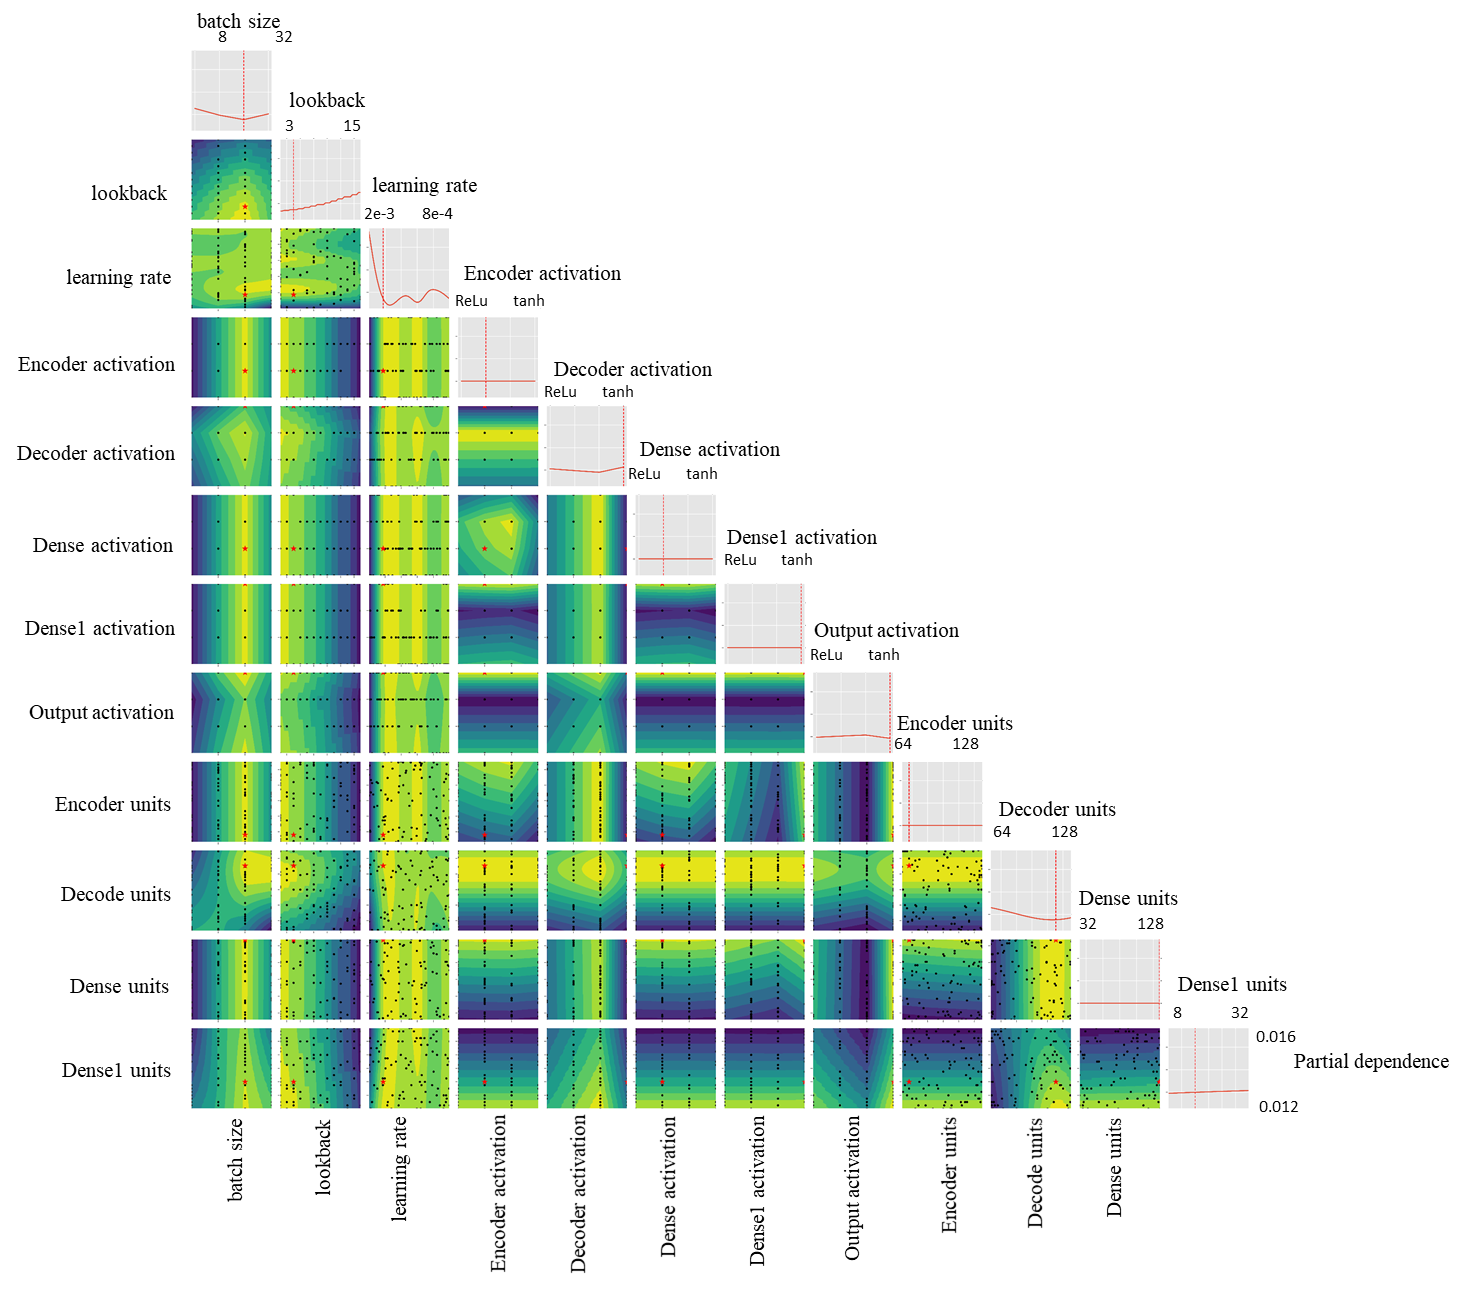 batch size
8 32
lookback
3 15
lookback
learning rate
2e-3 8e-4
learning rate
Encoder activation
ReLu tanh
Encoder activation
Decoder activation
ReLu tanh
Decoder activation
Dense activation
ReLu tanh
Dense activation
Dense1 activation
ReLu tanh
Dense1 activation
Output activation
ReLu tanh
Output activation
Encoder units
64 128
Encoder units
Decoder units
64 128
Decode units
Dense units
32 128
Dense units
Dense1 units
8 32
0.016
Partial dependence
Dense1 units
0.012
batch size
lookback
learning rate
Encoder activation
Decoder activation
Dense activation
Dense1 activation
Output activation
Encoder units
Decode units
Dense units